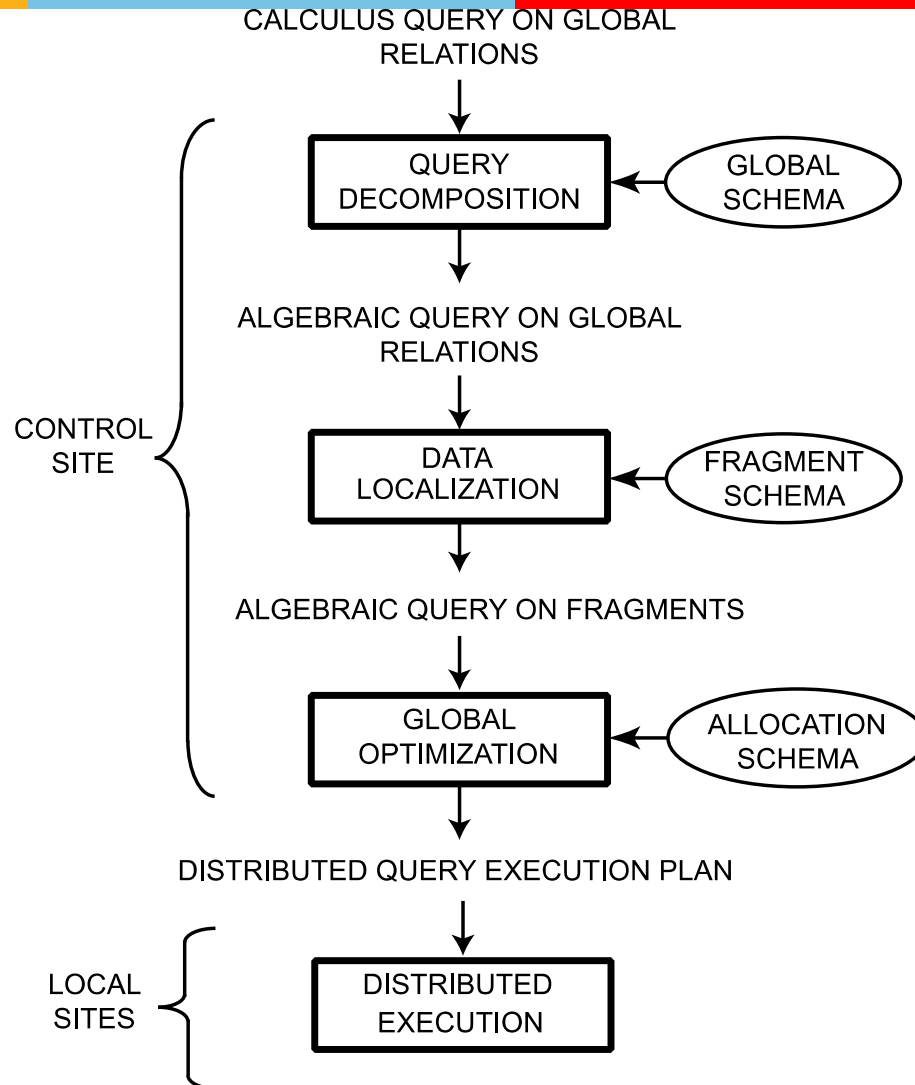 CALCULUS QUERY ON GLOBAL
RELATIONS
QUERY
DECOMPOSITION
GLOBAL
SCHEMA
ALGEBRAIC QUERY ON GLOBAL
RELATIONS
CONTROL
SITE
DATA
LOCALIZATION
FRAGMENT
SCHEMA
ALGEBRAIC QUERY ON FRAGMENTS
GLOBAL
OPTIMIZATION
ALLOCATION
SCHEMA
DISTRIBUTED QUERY EXECUTION PLAN
LOCAL
SITES
DISTRIBUTED
EXECUTION